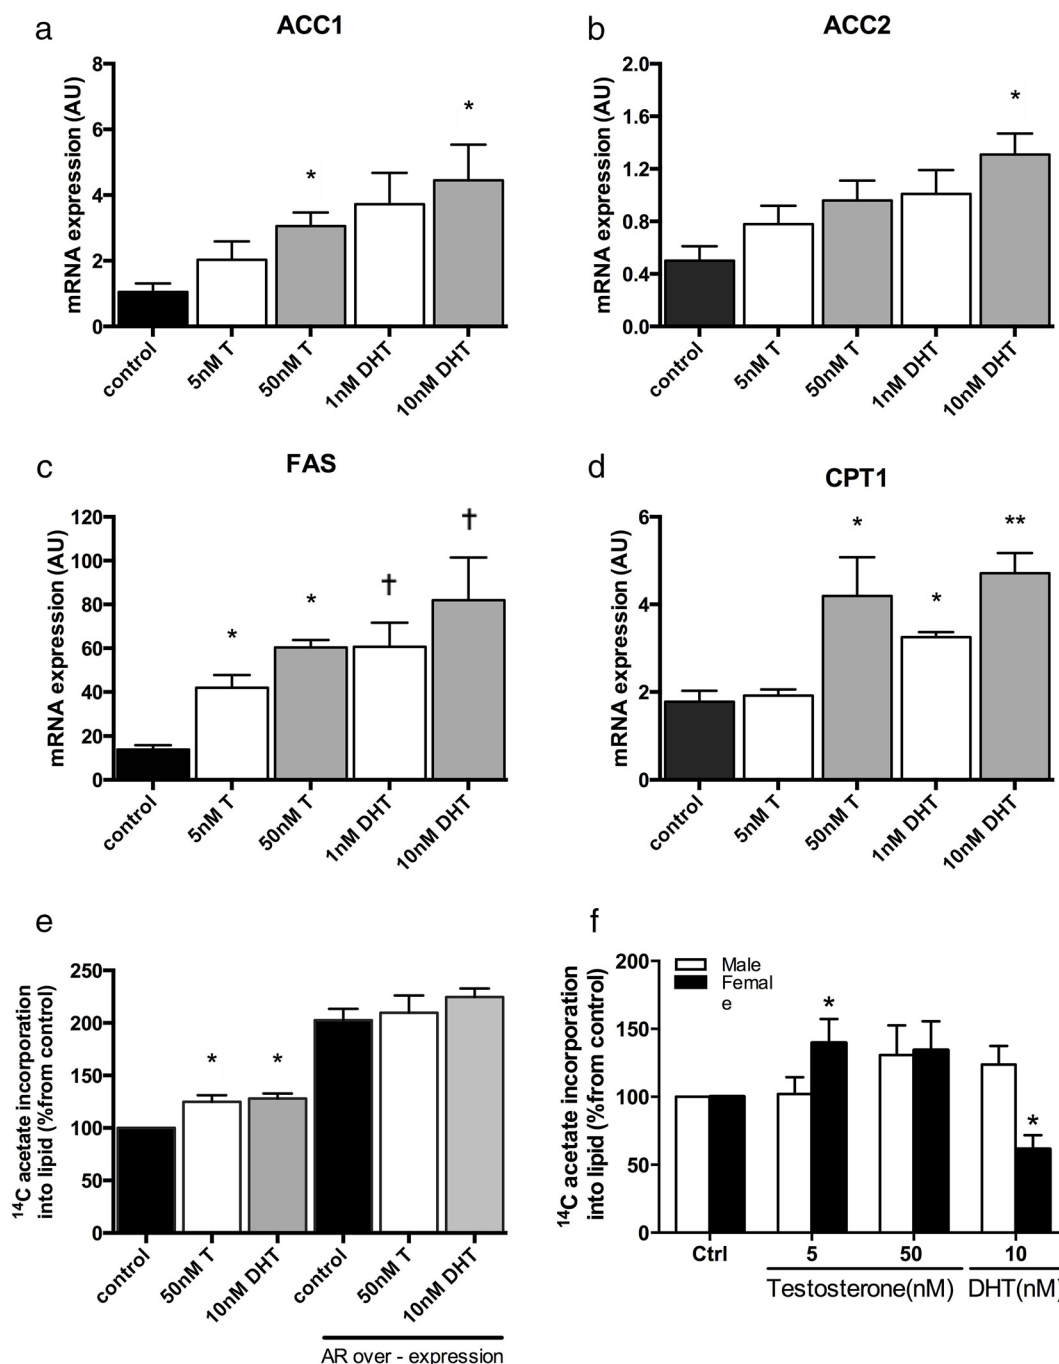 a
ACC1
mRNA expression (AU)
8
6
4
2
0
*
*
control
5nM T
50nM T
1nM DHT
10nM DHT
b
ACC2
mRNA expression (AU)
2.0
1.6
1.2
0.8
0.4
0.0
*
control
5nM T
50nM T
1nM DHT
10nM DHT
c
FAS
mRNA expression (AU)
120
100
80
60
40
20
0
*
*
†
†
control
5nM T
50nM T
1nM DHT
10nM DHT
d
CPT1
mRNA expression (AU)
6
4
2
0
*
*
**
control
5nM T
50nM T
1nM DHT
10nM DHT
e
¹⁴C acetate incorporation
into lipid (%from control)
250
200
150
100
50
0
*
*
control
50nM T
10nM DHT
control
50nM T
10nM DHT
AR over - expression
f
¹⁴C acetate incorporation
into lipid (%from control)
200
150
100
50
0
Male
Femal
e
*
*
Ctrl
5
50
10
Testosterone(nM)
DHT(nM)